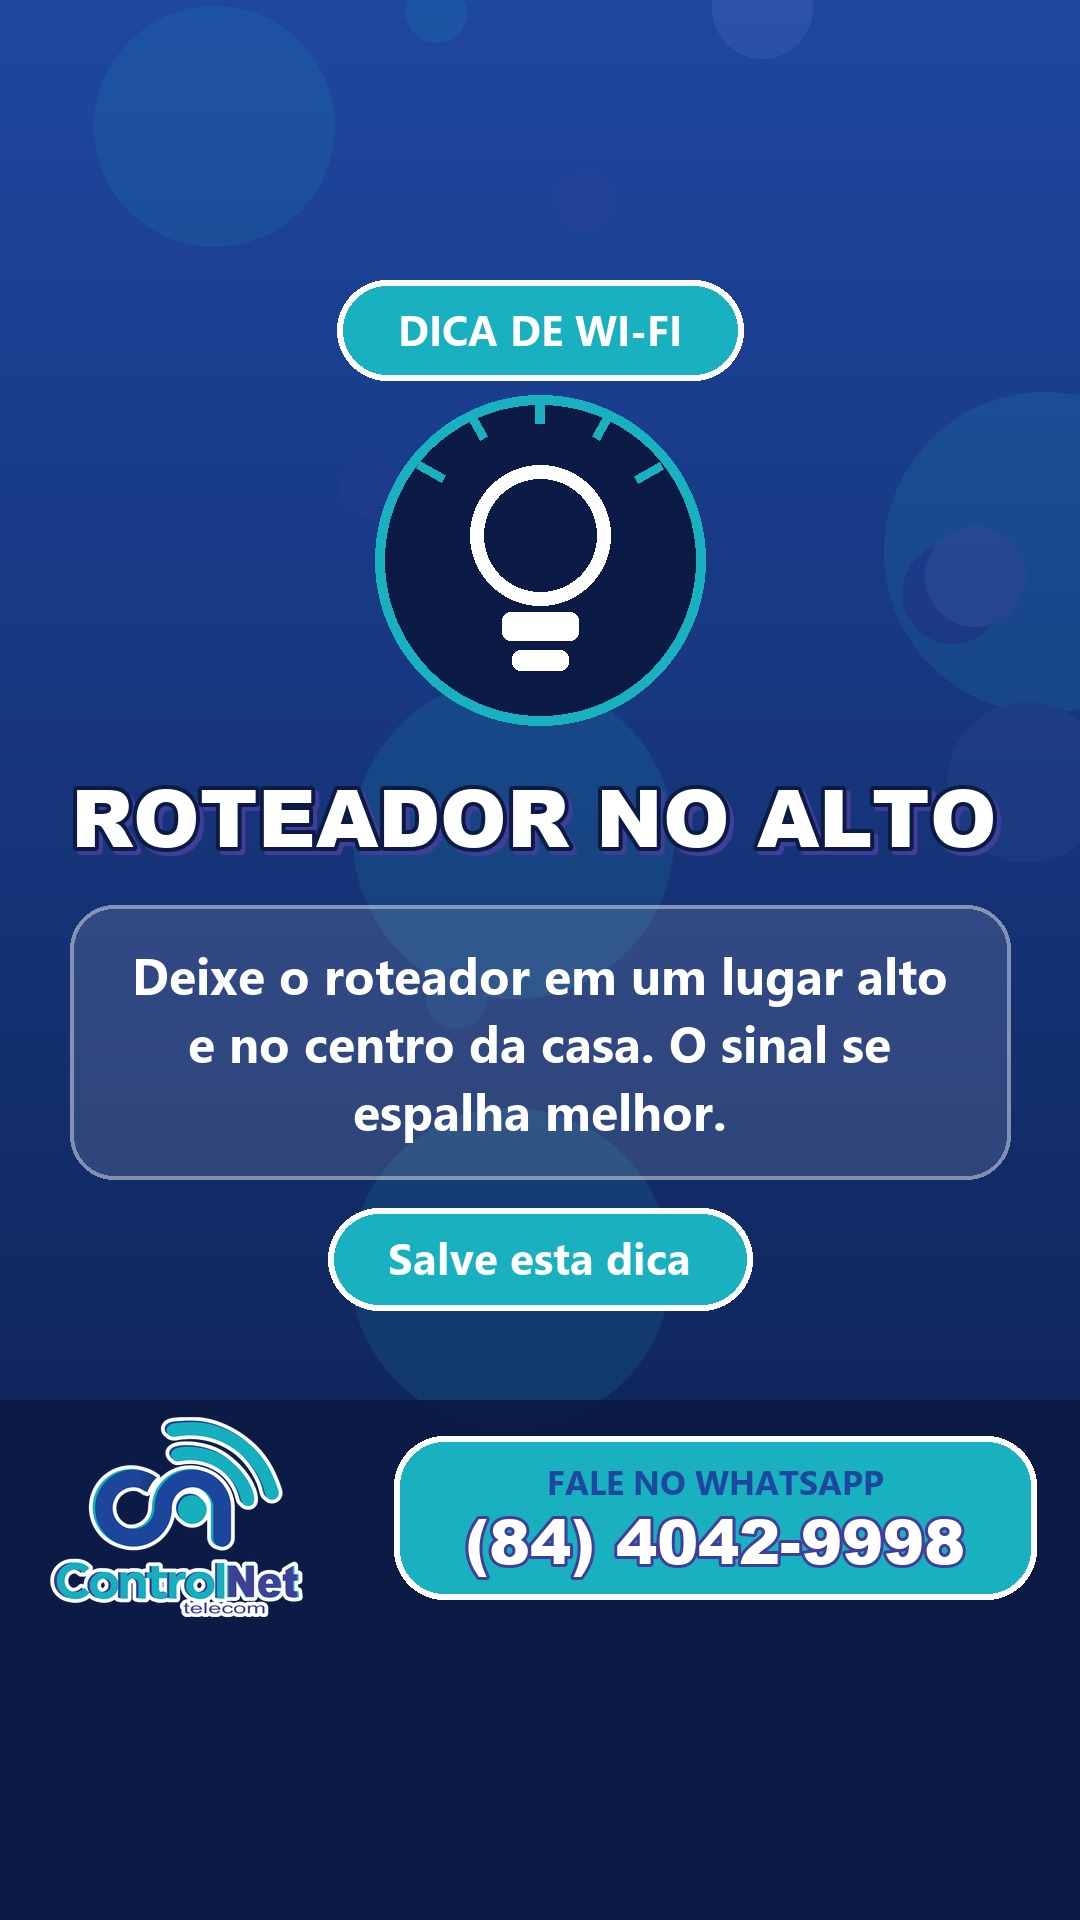 DICA DE WI-FI
ROTEADOR NO ALTO
Deixe o roteador em um lugar alto
e no centro da casa. O sinal se
espalha melhor.
Salve esta dica
ControlNet
telecom
FALE NO WHATSAPP
(84) 4042-9998